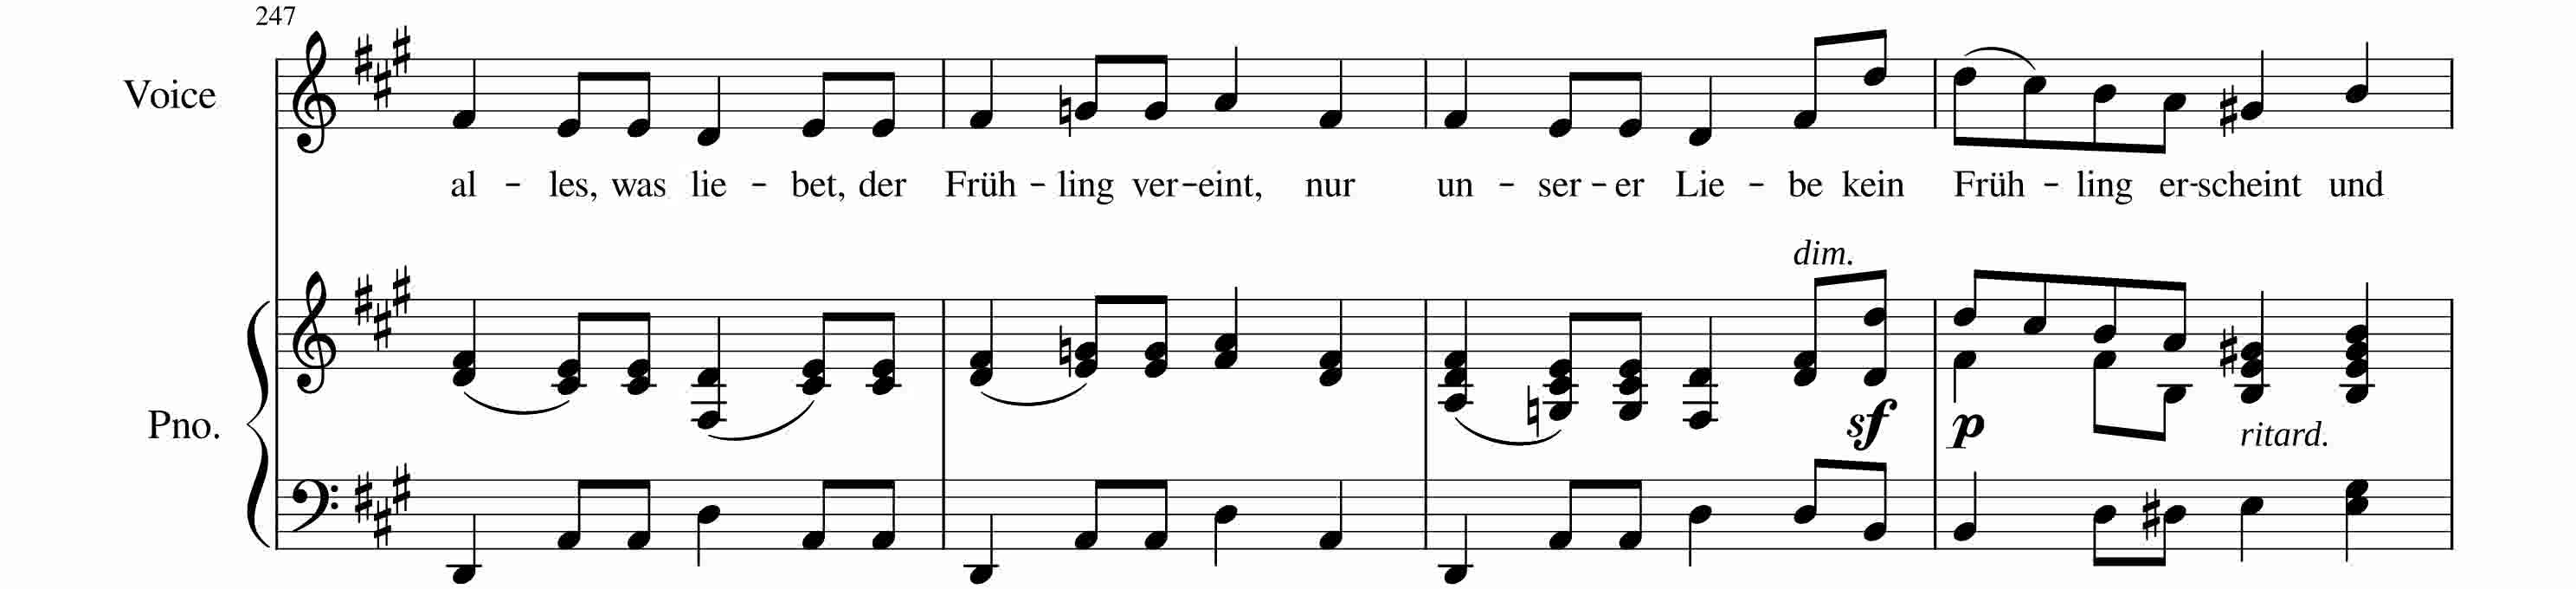 247
Voice
al - les, was lie - bet, der Früh - ling ver-eint, nur un - ser - er Lie - be kein Früh - ling er-scheint und
dim.
Pno.
sf p ritard.